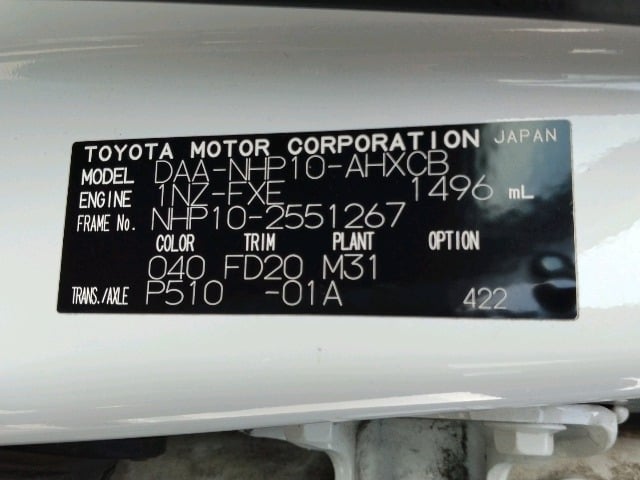 TOYOTA MOTOR CORPORATION JAPAN
MODEL DAA-NHP10-AHXCB
ENGINE 1NZ-FXE 1496 mL
FRAME No. NHP10-2551267
COLOR TRIM PLANT OPTION
040 FD20 M31
TRANS./AXLE P510 -01A 422